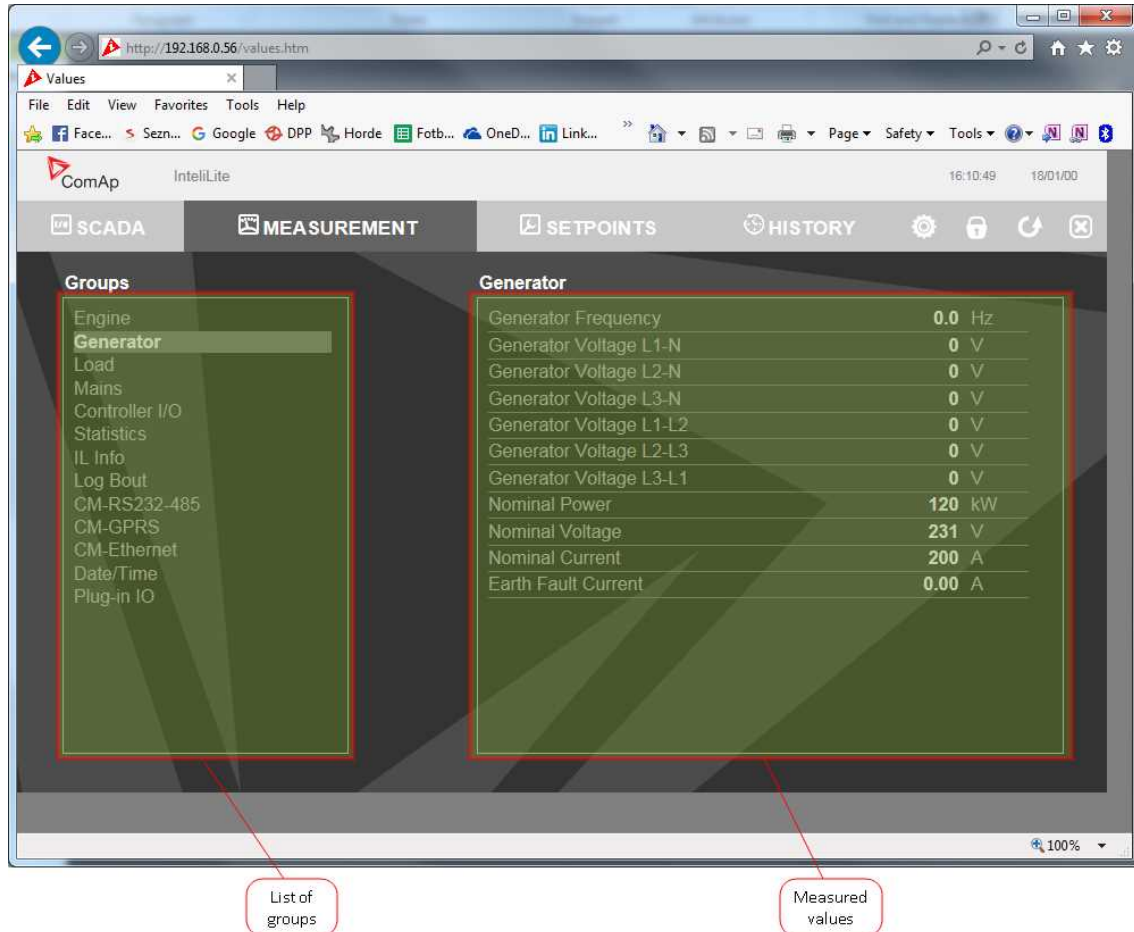 http://192.168.0.56/values.htm
Values
File Edit View Favorites Tools Help
Face... Sezn... Google DPP Horde Fotb... OneD... Link... Page Safety Tools
ComAp InteliLite 16:10:49 18/01/00
SCADA MEASUREMENT SETPOINTS HISTORY
Groups
Engine
Generator
Load
Mains
Controller I/O
Statistics
IL Info
Log Bout
CM-RS232-485
CM-GPRS
CM-Ethernet
Date/Time
Plug-in IO
Generator
Generator Frequency 0.0 Hz
Generator Voltage L1-N 0 V
Generator Voltage L2-N 0 V
Generator Voltage L3-N 0 V
Generator Voltage L1-L2 0 V
Generator Voltage L2-L3 0 V
Generator Voltage L3-L1 0 V
Nominal Power 120 kW
Nominal Voltage 231 V
Nominal Current 200 A
Earth Fault Current 0.00 A
100%
List of
groups
Measured
values